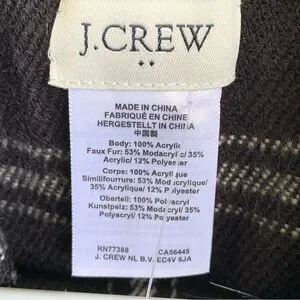 J.CREW
MADE IN CHINA
FABRIQUÉ EN CHINE
HERGESTELLT IN CHINA
中国製
Body: 100% Acrylic
Faux Fur: 53% Modacrylic/ 35%
Acrylic/ 12% Polyester
Corps: 100% Acrylique
Similifourrure: 53% Modacrylique/
35% Acrylique/ 12% Polyester
Oberteil: 100% Polyacryl
Kunstpelz: 53% Modacryl/ 35%
Polyacryl/ 12% Polyester
RN77388 CA56445
J. CREW NL B.V. EC4V 6JA